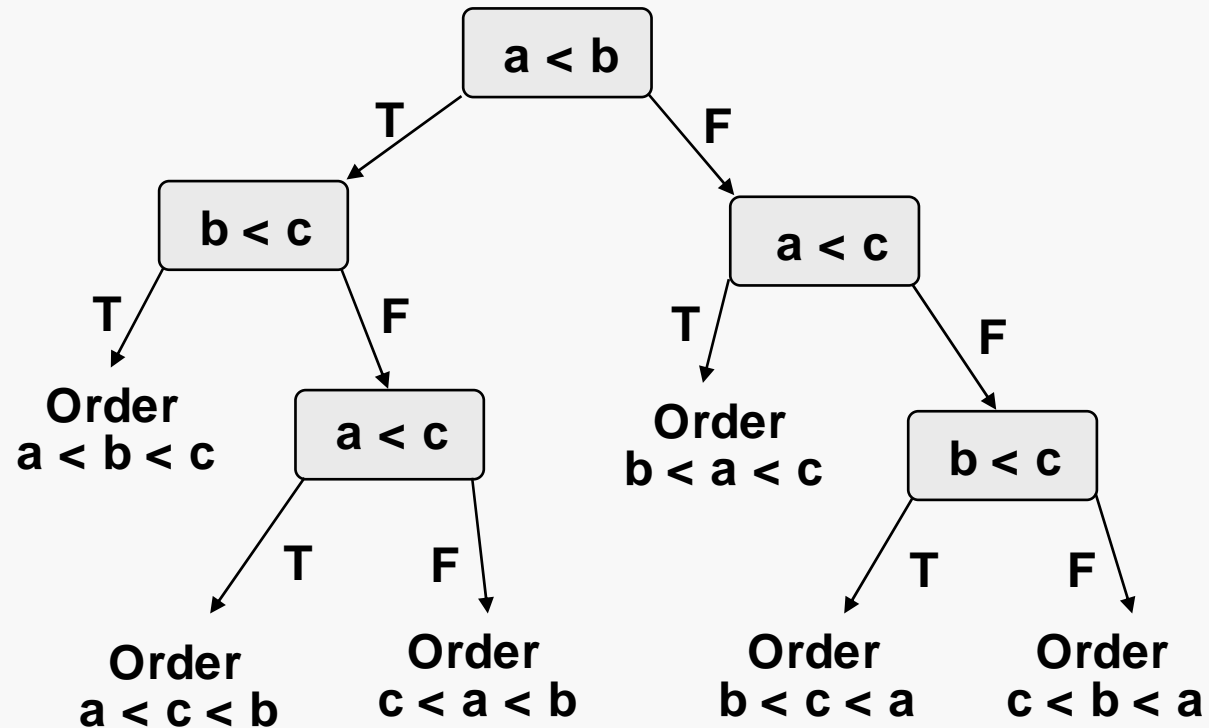 a < b
T
F
b < c
a < c
T
F
T
F
Order
a < b < c
a < c
Order
b < a < c
b < c
T
F
T
F
Order
a < c < b
Order
c < a < b
Order
b < c < a
Order
c < b < a